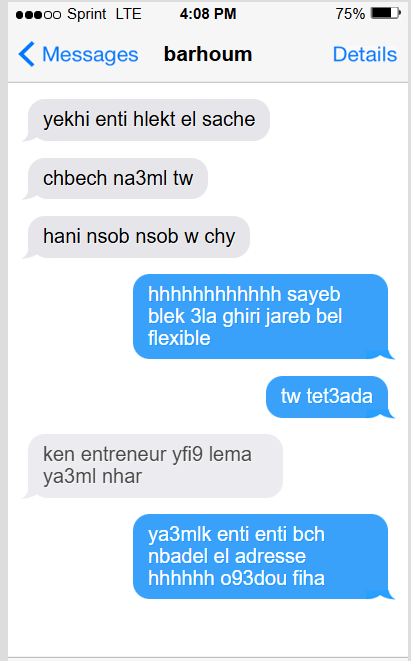 Sprint LTE 4:08 PM 75%
Messages barhoum Details
yekhi enti hlekt el sache
chbech na3ml tw
hani nsob nsob w chy
hhhhhhhhhhhh sayeb
blek 3la ghiri jareb bel
flexible
tw tet3ada
ken entreneur yfi9 lema
ya3ml nhar
ya3mlk enti enti bch
nbadel el adresse
hhhhhh o93dou fiha